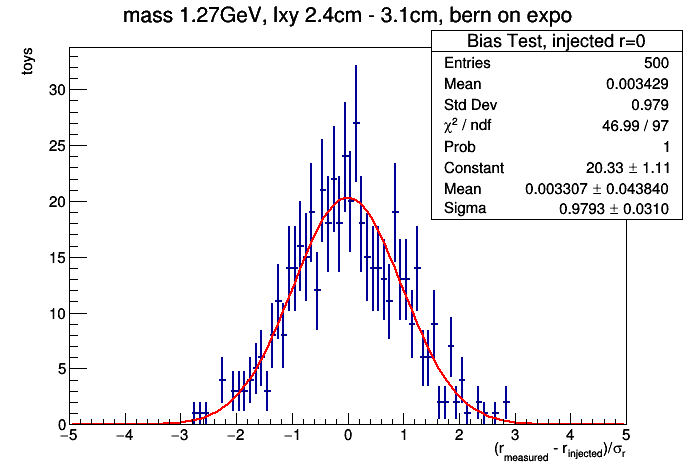 mass 1.27GeV, lxy 2.4cm - 3.1cm, bern on expo
Bias Test, injected r=0
Entries 500
Mean 0.003429
Std Dev 0.979
χ² / ndf 46.99 / 97
Prob 1
Constant 20.33 ± 1.11
Mean 0.003307 ± 0.043840
Sigma 0.9793 ± 0.0310
toys
30
25
20
15
10
5
0
−5 −4 −3 −2 −1 0 1 2 3 4 5
(r_measured - r_injected)/σ_r